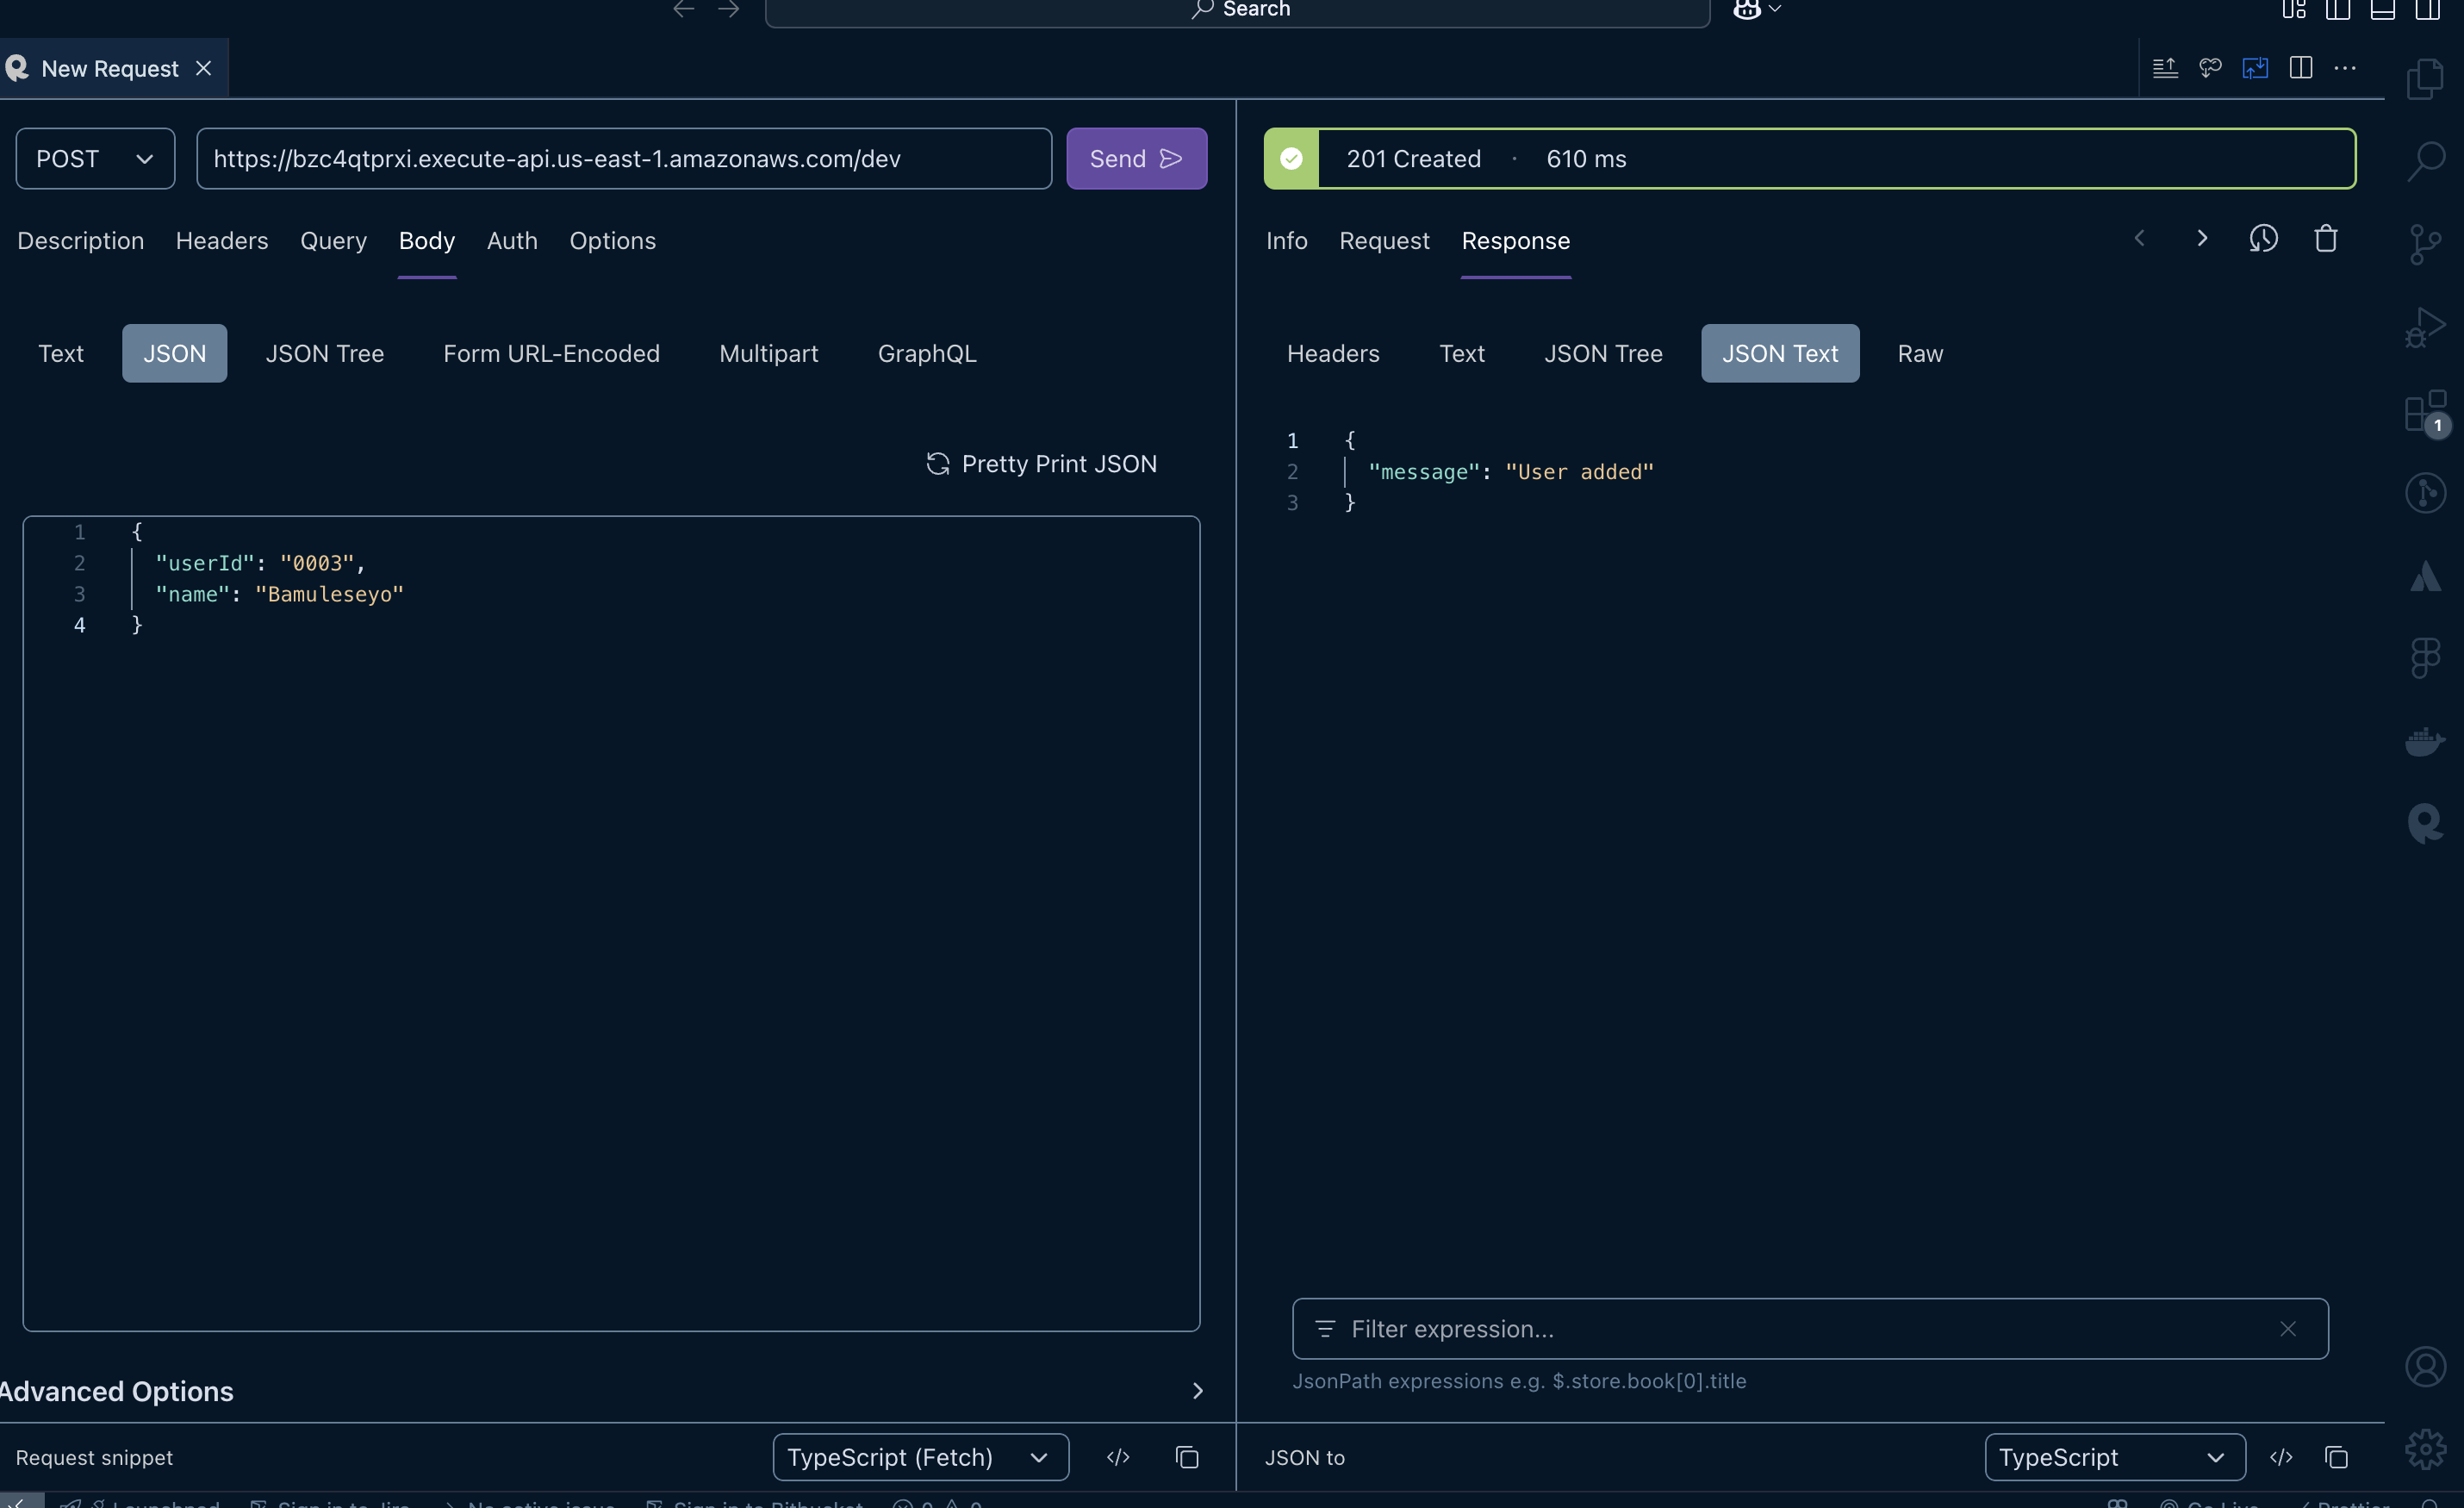 Search
New Request
POST
https://bzc4qtprxi.execute-api.us-east-1.amazonaws.com/dev
Send
201 Created · 610 ms
Description Headers Query Body Auth Options
Info Request Response
Text JSON JSON Tree Form URL-Encoded Multipart GraphQL
Headers Text JSON Tree JSON Text Raw
Pretty Print JSON
1 {
2 "userId": "0003",
3 "name": "Bamuleseyo"
4 }
1 {
2 "message": "User added"
3 }
1
Filter expression...
JsonPath expressions e.g. $.store.book[0].title
Advanced Options
Request snippet
TypeScript (Fetch)
JSON to
TypeScript
Launchpad Sign in to Jira No active issue Sign in to Bitbucket 0 0 Go Live Prettier